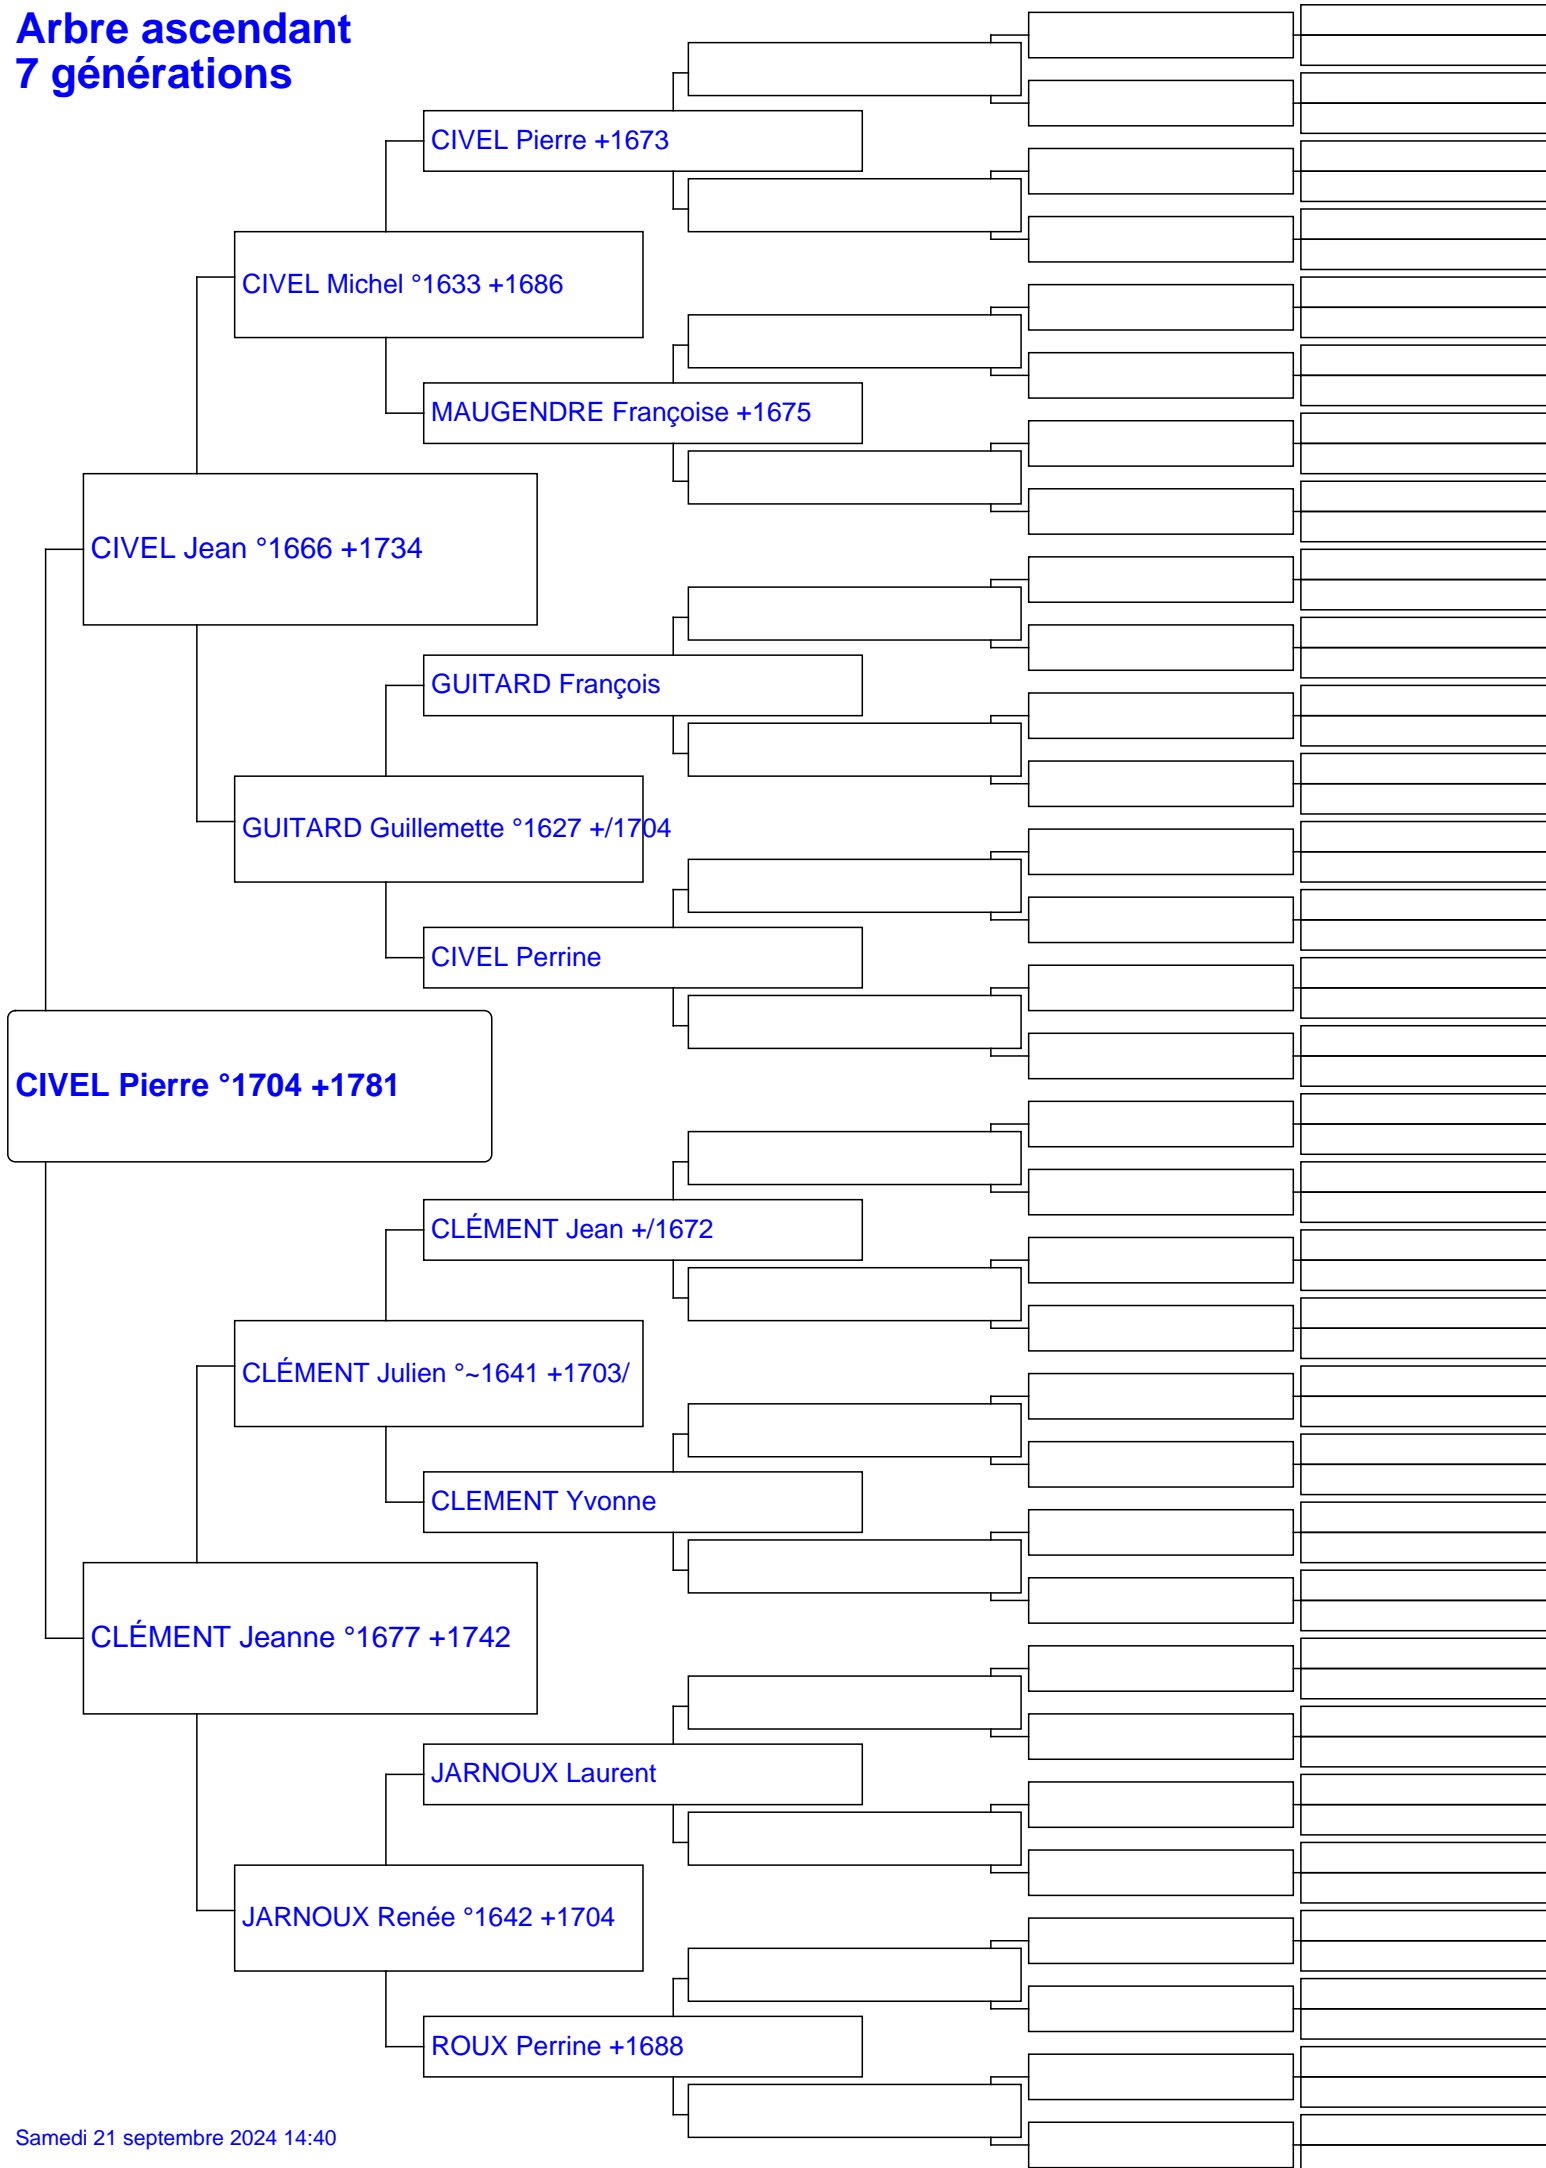 Arbre ascendant
7 générations
CIVEL Pierre +1673
CIVEL Michel °1633 +1686
MAUGENDRE Françoise +1675
CIVEL Jean °1666 +1734
GUITARD François
GUITARD Guillemette °1627 +/1704
CIVEL Perrine
CIVEL Pierre °1704 +1781
CLÉMENT Jean +/1672
CLÉMENT Julien °~1641 +1703/
CLEMENT Yvonne
CLÉMENT Jeanne °1677 +1742
JARNOUX Laurent
JARNOUX Renée °1642 +1704
ROUX Perrine +1688
Samedi 21 septembre 2024 14:40